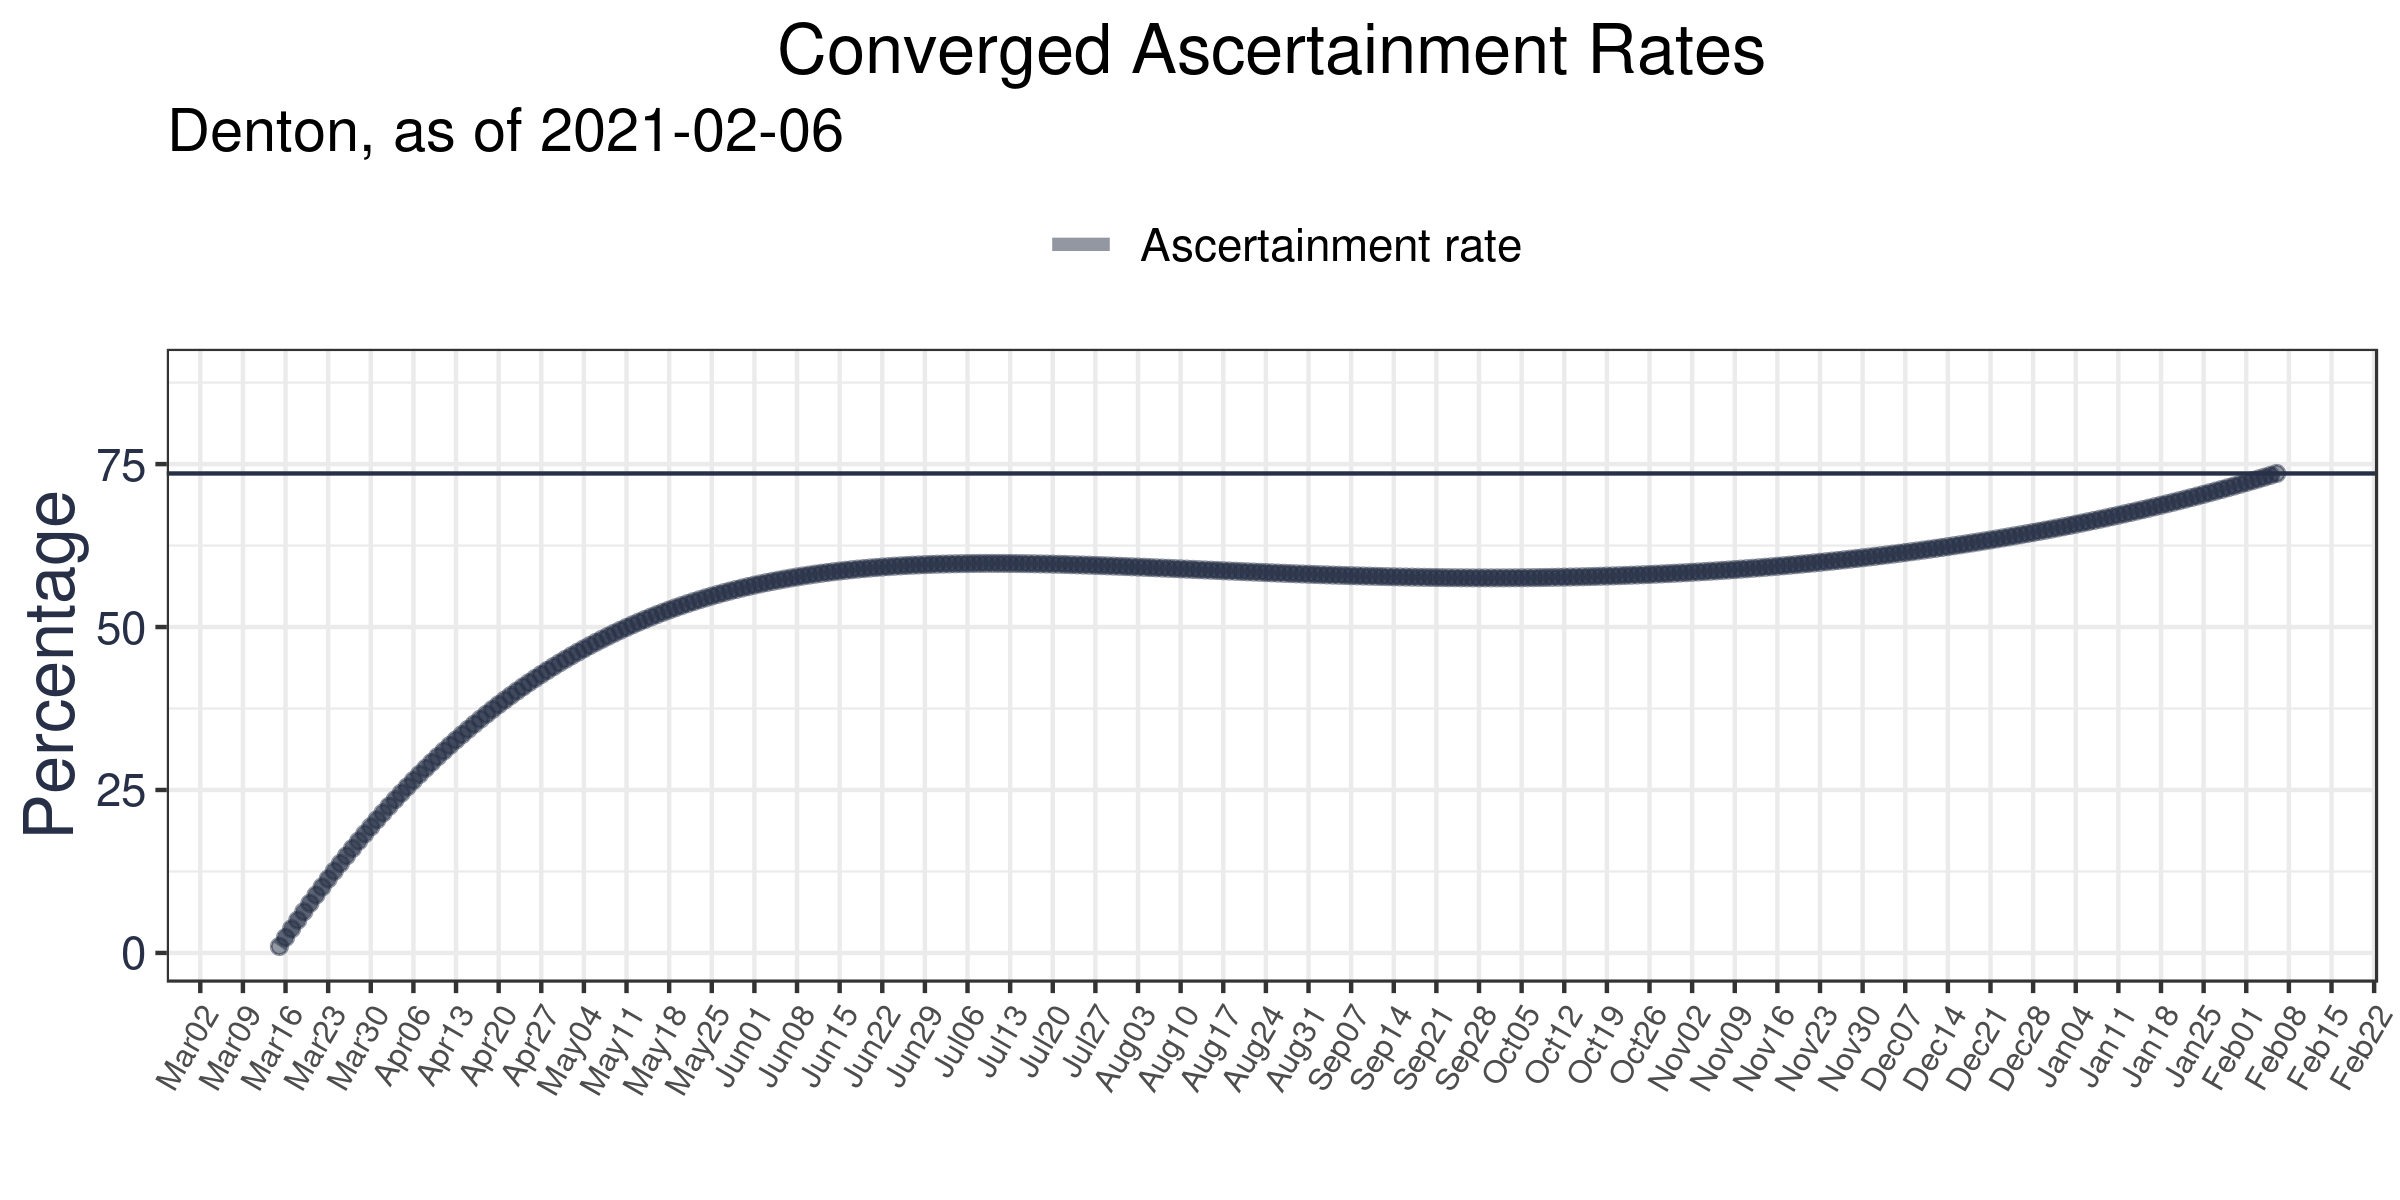 Converged Ascertainment Rates
Denton, as of 2021-02-06
Ascertainment rate
Percentage
75
50
25
0
Mar02
Mar09
Mar16
Mar23
Mar30
Apr06
Apr13
Apr20
Apr27
May04
May11
May18
May25
Jun01
Jun08
Jun15
Jun22
Jun29
Jul06
Jul13
Jul20
Jul27
Aug03
Aug10
Aug17
Aug24
Aug31
Sep07
Sep14
Sep21
Sep28
Oct05
Oct12
Oct19
Oct26
Nov02
Nov09
Nov16
Nov23
Nov30
Dec07
Dec14
Dec21
Dec28
Jan04
Jan11
Jan18
Jan25
Feb01
Feb08
Feb15
Feb22